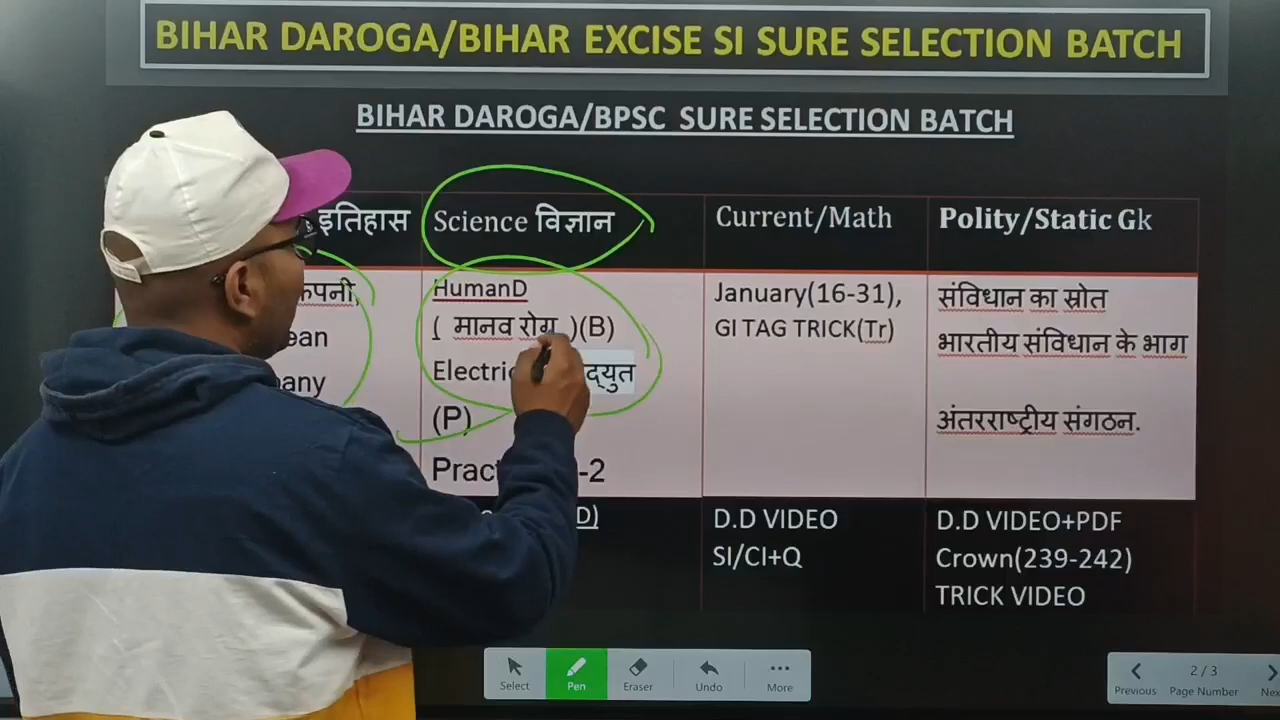 BIHAR DAROGA/BIHAR EXCISE SI SURE SELECTION BATCH
BIHAR DAROGA/BPSC SURE SELECTION BATCH
इतिहास
Science विज्ञान
Current/Math
Polity/Static Gk
HumanD
( मानव रोग )(B)
(P)
-2
January(16-31),
GI TAG TRICK(Tr)
संविधान का स्रोत
भारतीय संविधान के भाग
अंतरराष्ट्रीय संगठन.
D.D VIDEO
SI/CI+Q
D.D VIDEO+PDF
Crown(239-242)
TRICK VIDEO
Select
Pen
Eraser
Undo
More
Previous
2/3
Page Number